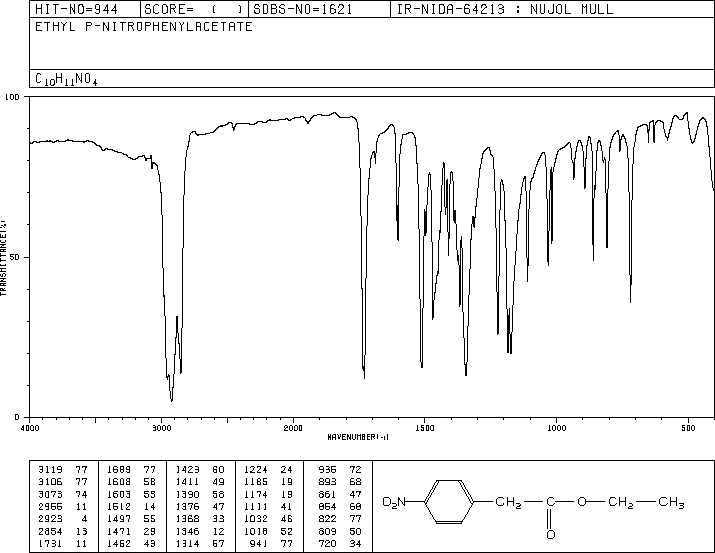 HIT-NO=944 SCORE= ( ) SDBS-NO=1621 IR-NIDA-64213 : NUJOL MULL
ETHYL P-NITROPHENYLACETATE
C10H11NO4
100
50
0
TRANSMITTANCE(%)
4000 3000 2000 1500 1000 500
WAVENUMBER(-1)
3119 77 1689 77 1423 60 1224 24 936 72
3106 77 1608 58 1411 49 1185 19 893 68
3073 74 1603 53 1390 58 1174 19 861 47
2955 11 1512 14 1376 47 1111 41 854 68
2923 4 1497 55 1368 33 1032 46 822 77
2854 13 1471 29 1346 12 1018 52 809 50
1731 11 1462 43 1314 57 941 77 720 34
O2N CH2 C O CH2 CH3
O